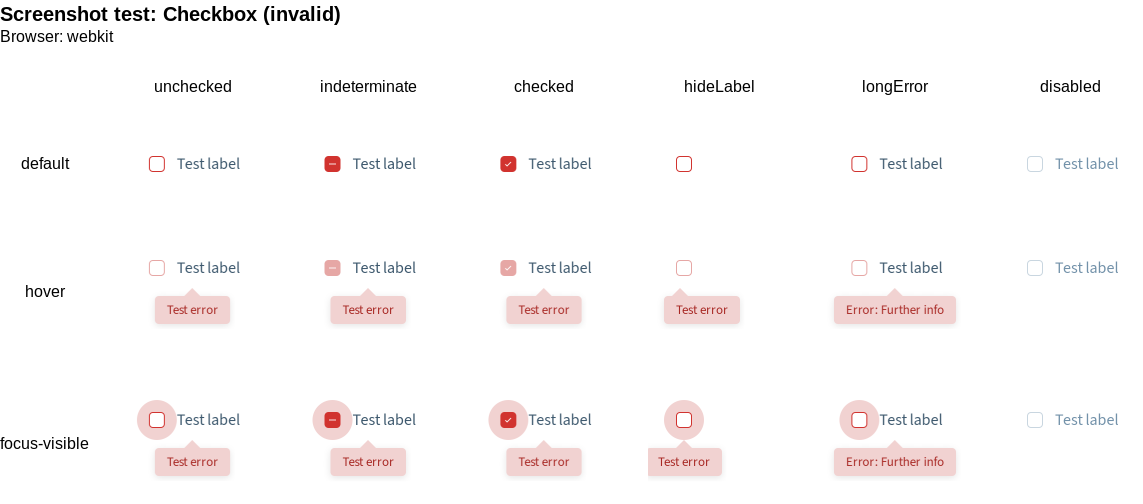 Screenshot test: Checkbox (invalid)
Browser: webkit
unchecked indeterminate checked hideLabel longError disabled
default Test label Test label Test label Test label Test label
hover Test label Test label Test label Test label Test label
Test error Test error Test error Test error Error: Further info
focus-visible Test label Test label Test label Test label Test label
Test error Test error Test error Test error Error: Further info